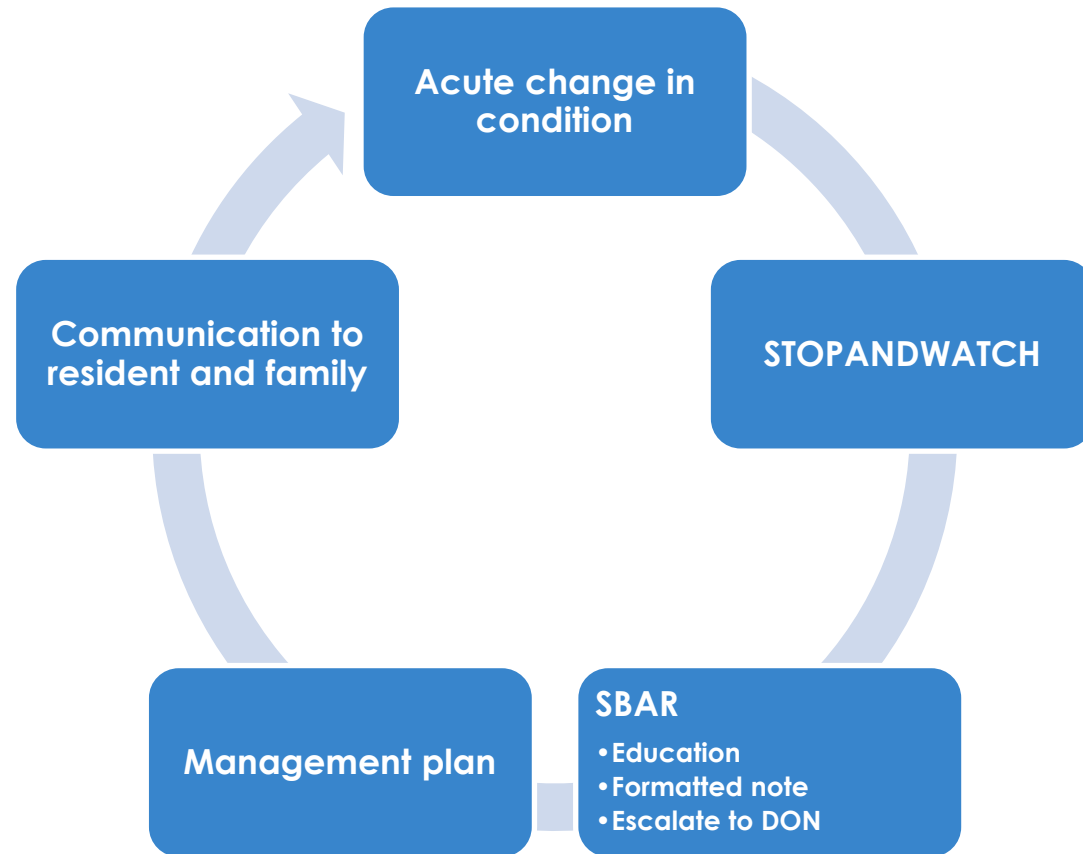 Acute change in
condition
STOPANDWATCH
SBAR
•Education
•Formatted note
•Escalate to DON
Management plan
Communication to
resident and family